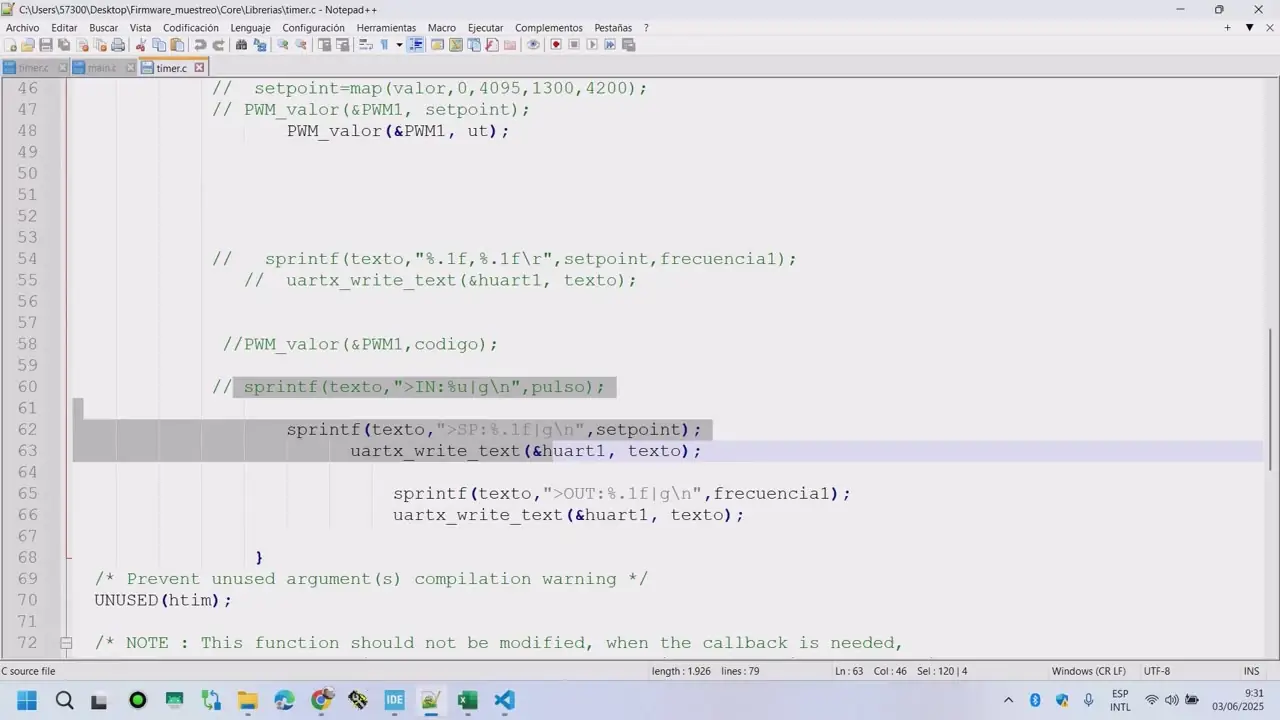 C:\Users\57300\Desktop\Firmware_muestreo\Core\Librerias\timer.c - Notepad++
Archivo Editar Buscar Vista Codificación Lenguaje Configuración Herramientas Macro Ejecutar Complementos Pestañas ?
timer.c main.c timer.c
46 // setpoint=map(valor,0,4095,1300,4200);
47 // PWM_valor(&PWM1, setpoint);
48 PWM_valor(&PWM1, ut);
49
50
51
52
53
54 // sprintf(texto,"%.1f,%.1f\r",setpoint,frecuencia1);
55 // uartx_write_text(&huart1, texto);
56
57
58 //PWM_valor(&PWM1,codigo);
59
60 // sprintf(texto,">IN:%u|g\n",pulso);
61
62 sprintf(texto,">SP:%.1f|g\n",setpoint);
63 uartx_write_text(&huart1, texto);
64
65 sprintf(texto,">OUT:%.1f|g\n",frecuencia1);
66 uartx_write_text(&huart1, texto);
67
68 }
69 /* Prevent unused argument(s) compilation warning */
70 UNUSED(htim);
71
72 /* NOTE : This function should not be modified, when the callback is needed,
C source file length : 1.926 lines : 79 Ln : 63 Col : 46 Sel : 120 | 4 Windows (CR LF) UTF-8 INS
IDE ESP INTL 9:31 03/06/2025